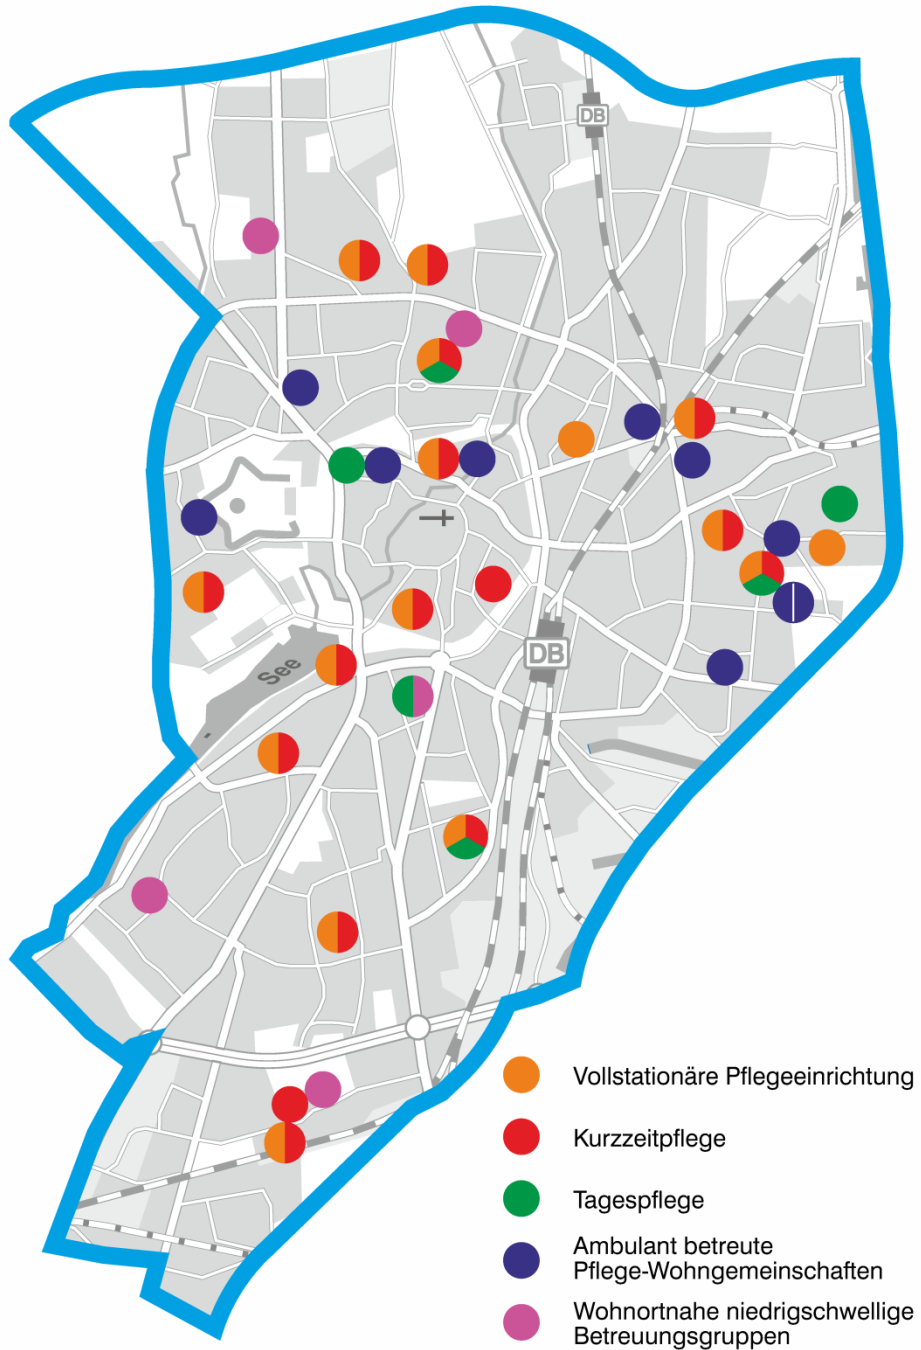 DB
DB
See
Vollstationäre Pflegeeinrichtung
Kurzzeitpflege
Tagespflege
Ambulant betreute
Pflege-Wohngemeinschaften
Wohnortnahe niedrigschwellige
Betreuungsgruppen